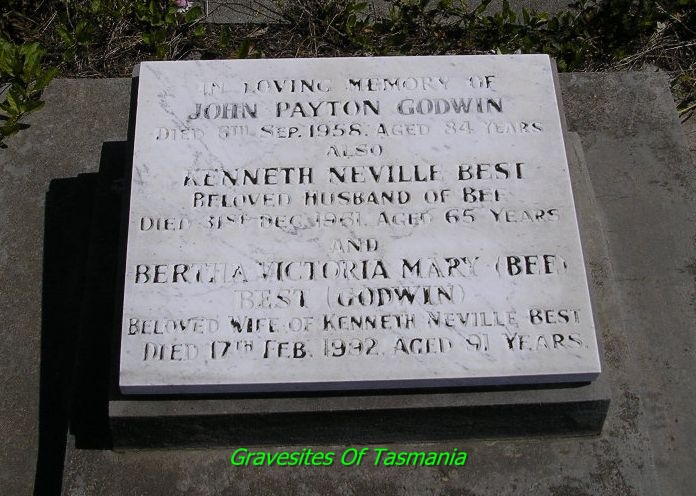 IN LOVING MEMORY OF
JOHN PAYTON GODWIN
DIED 6TH SEP. 1958. AGED 84 YEARS
ALSO
KENNETH NEVILLE BEST
BELOVED HUSBAND OF BEE
DIED 31ST DEC. 1961. AGED 65 YEARS
AND
BERTHA VICTORIA MARY (BEE)
BEST (GODWIN)
BELOVED WIFE OF KENNETH NEVILLE BEST
DIED 17TH FEB. 1992. AGED 91 YEARS.
Gravesites Of Tasmania